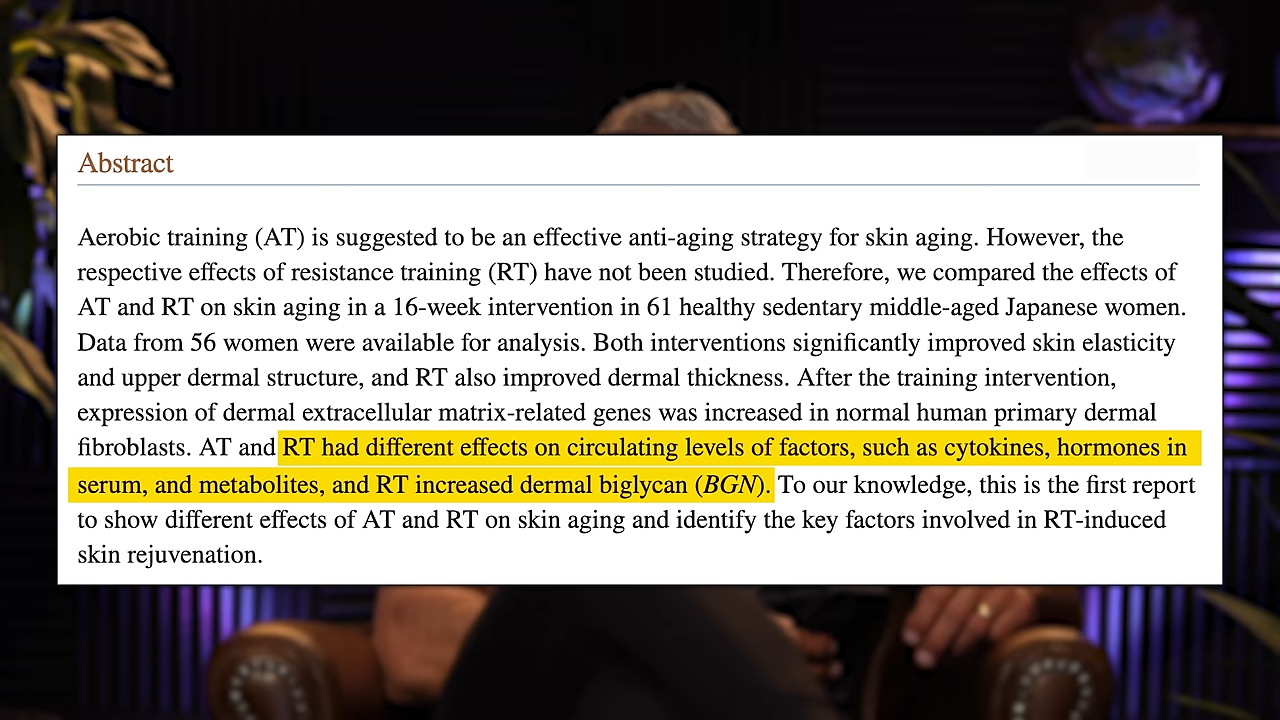 Abstract
Aerobic training (AT) is suggested to be an effective anti-aging strategy for skin aging. However, the
respective effects of resistance training (RT) have not been studied. Therefore, we compared the effects of
AT and RT on skin aging in a 16-week intervention in 61 healthy sedentary middle-aged Japanese women.
Data from 56 women were available for analysis. Both interventions significantly improved skin elasticity
and upper dermal structure, and RT also improved dermal thickness. After the training intervention,
expression of dermal extracellular matrix-related genes was increased in normal human primary dermal
fibroblasts. AT and RT had different effects on circulating levels of factors, such as cytokines, hormones in
serum, and metabolites, and RT increased dermal biglycan (BGN). To our knowledge, this is the first report
to show different effects of AT and RT on skin aging and identify the key factors involved in RT-induced
skin rejuvenation.